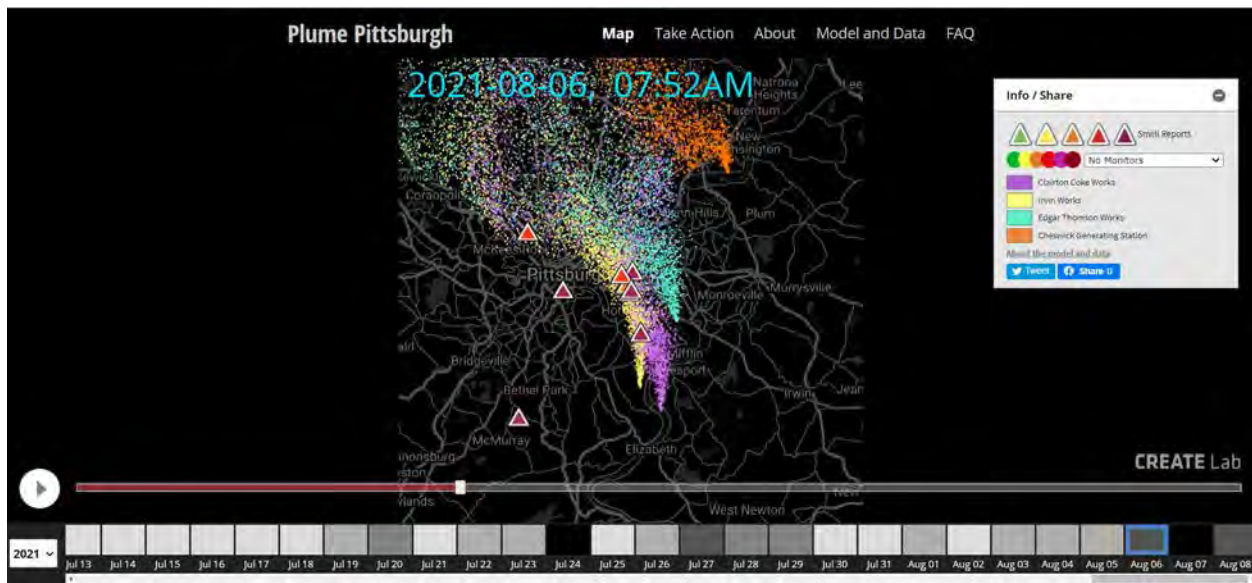 Plume Pittsburgh
Map Take Action About Model and Data FAQ
2021-08-06, 07:52AM
Natrona Heights
Lee
Tarentum
New
Coraopolis
Plum
Pittsburgh
Monroeville
Murrysville
Bridgeville
Mifflin
Bethel Park
Irwin
Jean
McMurray
Elizabeth
West Newton
New
Info / Share
Smell Reports
No Monitors
Clairton Coke Works
Irvin Works
Edgar Thomson Works
Cheswick Generating Station
About the model and data
Tweet Share 0
CREATE Lab
2021
Jul 13 Jul 14 Jul 15 Jul 16 Jul 17 Jul 18 Jul 19 Jul 20 Jul 21 Jul 22 Jul 23 Jul 24 Jul 25 Jul 26 Jul 27 Jul 28 Jul 29 Jul 30 Jul 31 Aug 01 Aug 02 Aug 03 Aug 04 Aug 05 Aug 06 Aug 07 Aug 08